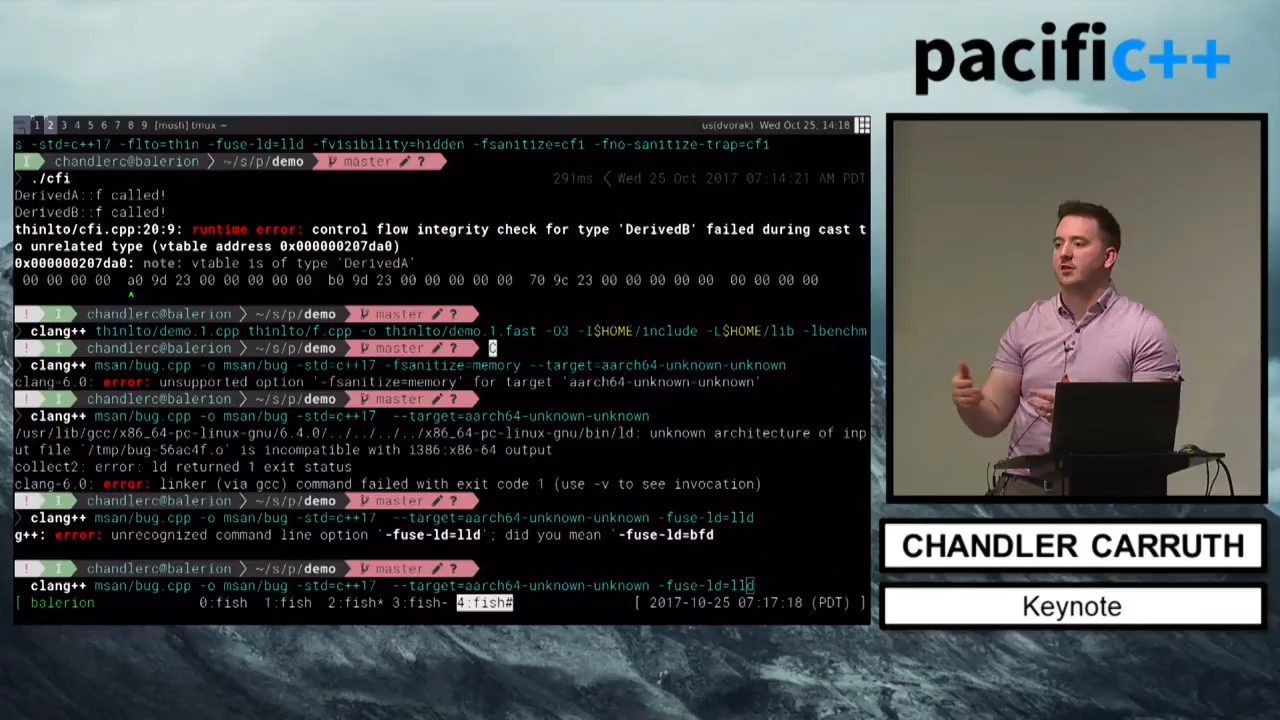 pacific++
1 2 3 4 5 6 7 8 9 [mosh] tmux ~
us(dvorak) Wed Oct 25, 14:18
s -std=c++17 -flto=thin -fuse-ld=lld -fvisibility=hidden -fsanitize=cfi -fno-sanitize-trap=cfi
I chandlerc@balerion ~/s/p/demo master ?
./cfi
291ms < Wed 25 Oct 2017 07:14:21 AM PDT
DerivedA::f called!
DerivedB::f called!
thinlto/cfi.cpp:20:9: runtime error: control flow integrity check for type 'DerivedB' failed during cast t
o unrelated type (vtable address 0x000000207da0)
0x000000207da0: note: vtable is of type 'DerivedA'
00 00 00 00 a0 9d 23 00 00 00 00 00 b0 9d 23 00 00 00 00 00 70 9c 23 00 00 00 00 00
^
! I chandlerc@balerion ~/s/p/demo master ?
clang++ thinlto/demo.1.cpp thinlto/f.cpp -o thinlto/demo.1.fast -O3 -I$HOME/include -L$HOME/lib -lbenchm
! I chandlerc@balerion ~/s/p/demo master ? C
clang++ msan/bug.cpp -o msan/bug -std=c++17 -fsanitize=memory --target=aarch64-unknown-unknown
clang-6.0: error: unsupported option '-fsanitize=memory' for target 'aarch64-unknown-unknown'
! I chandlerc@balerion ~/s/p/demo master ?
clang++ msan/bug.cpp -o msan/bug -std=c++17 --target=aarch64-unknown-unknown
/usr/lib/gcc/x86_64-pc-linux-gnu/6.4.0/../../../../x86_64-pc-linux-gnu/bin/ld: unknown architecture of inp
ut file `/tmp/bug-56ac4f.o' is incompatible with i386:x86-64 output
collect2: error: ld returned 1 exit status
clang-6.0: error: linker (via gcc) command failed with exit code 1 (use -v to see invocation)
! I chandlerc@balerion ~/s/p/demo master ?
clang++ msan/bug.cpp -o msan/bug -std=c++17 --target=aarch64-unknown-unknown -fuse-ld=lld
g++: error: unrecognized command line option '-fuse-ld=lld'; did you mean '-fuse-ld=bfd
! I chandlerc@balerion ~/s/p/demo master ?
clang++ msan/bug.cpp -o msan/bug -std=c++17 --target=aarch64-unknown-unknown -fuse-ld=lld
[ balerion 0:fish 1:fish 2:fish* 3:fish- 4:fish# [ 2017-10-25 07:17:18 (PDT) ]
CHANDLER CARRUTH
Keynote